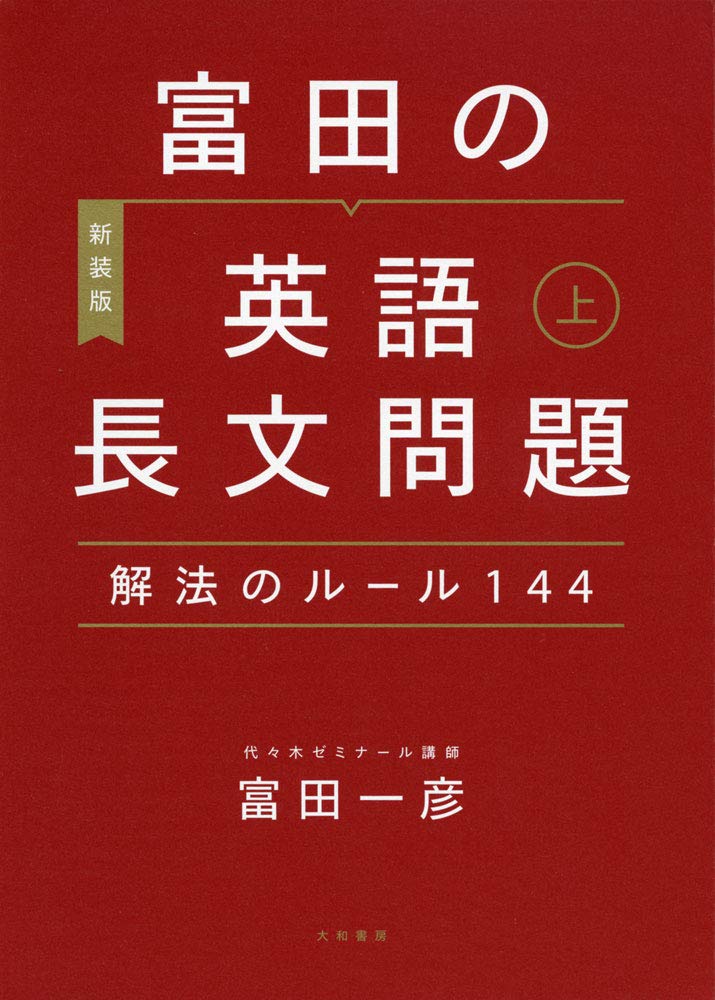 富田の
新装版
英語 上
長文問題
解法のルール144
代々木ゼミナール講師
富田一彦
大和書房